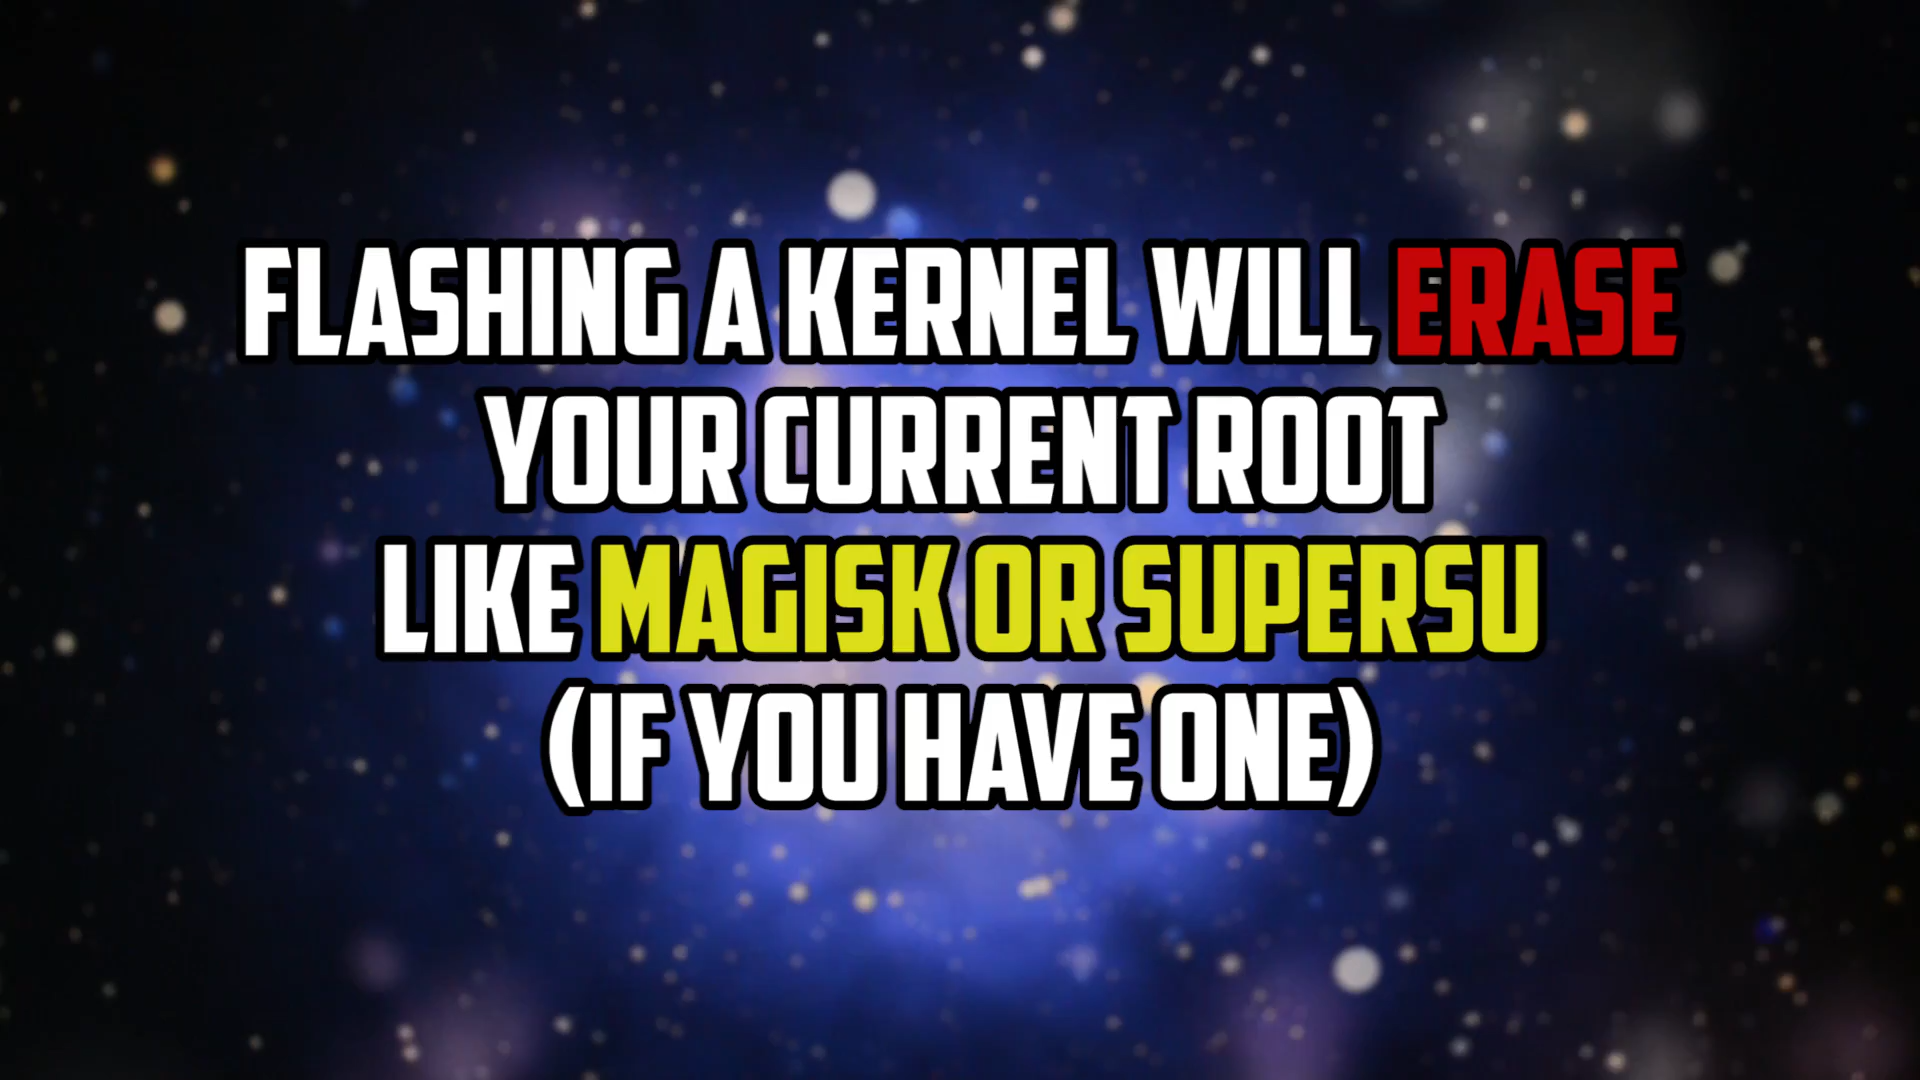 FLASHING A KERNEL WILL ERASE
YOUR CURRENT ROOT
LIKE MAGISK OR SUPERSU
(IF YOU HAVE ONE)